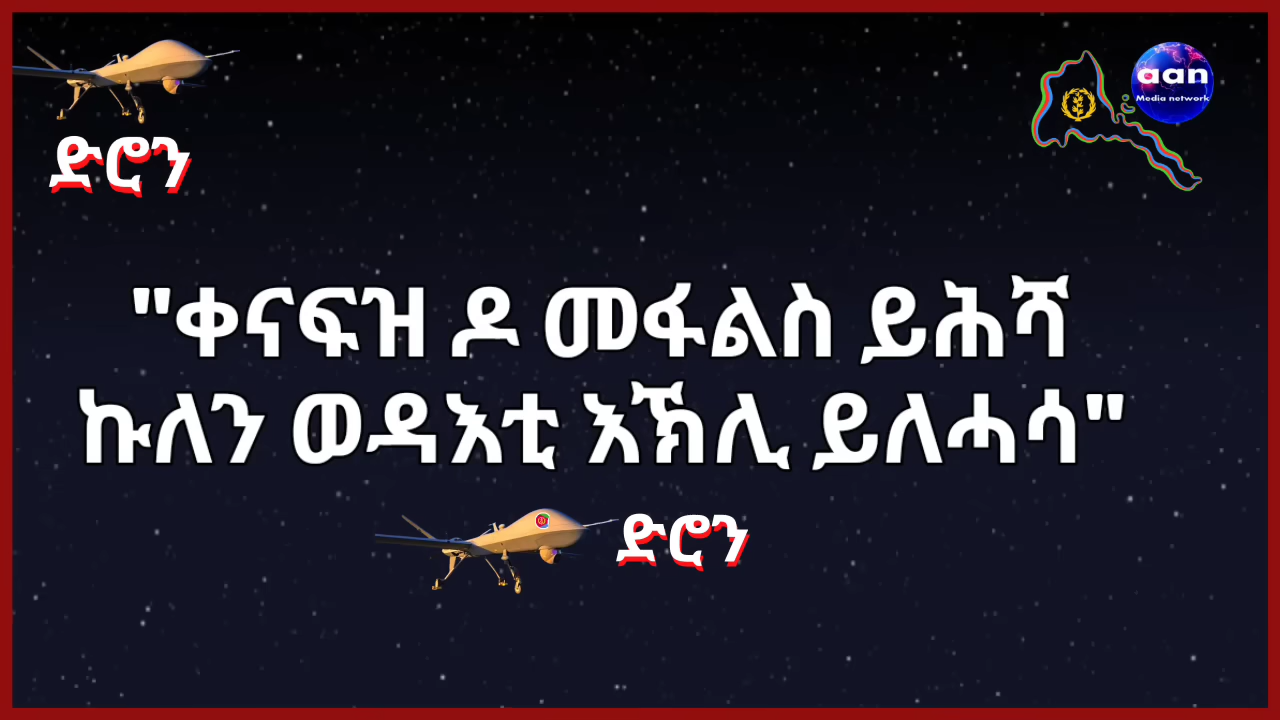 ድሮን
aan
Media network
"ቀናፍዝ ዶ መፋልስ ይሕሻ
ኩለን ወዳእቲ እኽሊ ይለሓሳ"
ድሮን